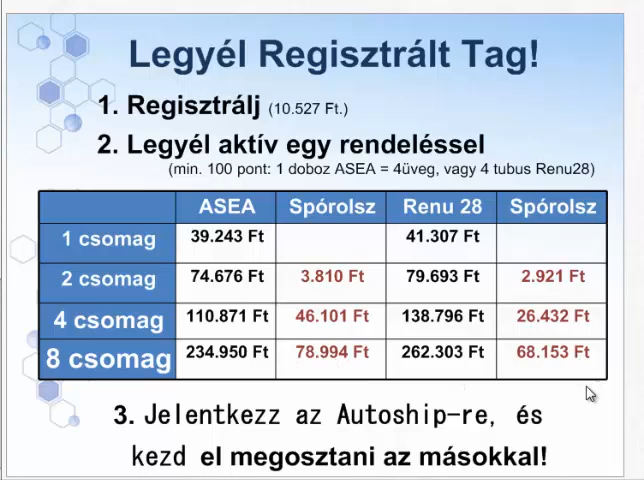 Legyél Regisztrált Tag!
1. Regisztrálj (10.527 Ft.)
2. Legyél aktív egy rendeléssel
(min. 100 pont: 1 doboz ASEA = 4üveg, vagy 4 tubus Renu28)
ASEA Spórolsz Renu 28 Spórolsz
1 csomag 39.243 Ft 41.307 Ft
2 csomag 74.676 Ft 3.810 Ft 79.693 Ft 2.921 Ft
4 csomag 110.871 Ft 46.101 Ft 138.796 Ft 26.432 Ft
8 csomag 234.950 Ft 78.994 Ft 262.303 Ft 68.153 Ft
3. Jelentkezz az Autoship-re, és
kezd el megosztani az másokkal!